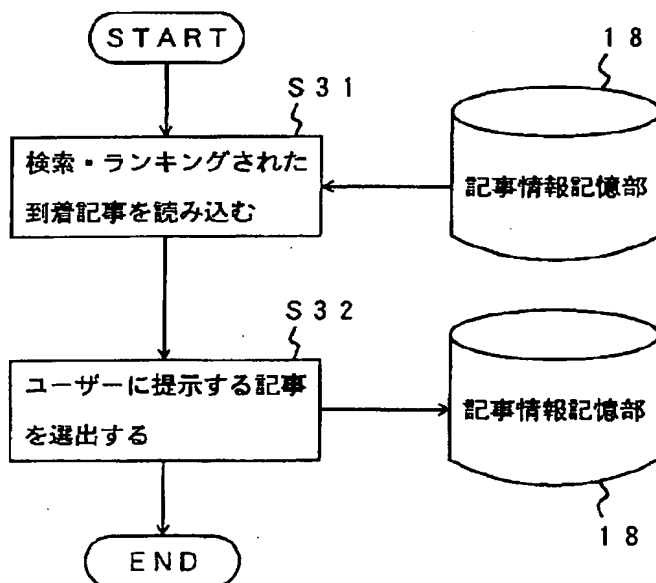 START
18
S31
検索・ランキングされた
到着記事を読み込む
記事情報記憶部
S32
ユーザーに提示する記事
を選出する
記事情報記憶部
18
END